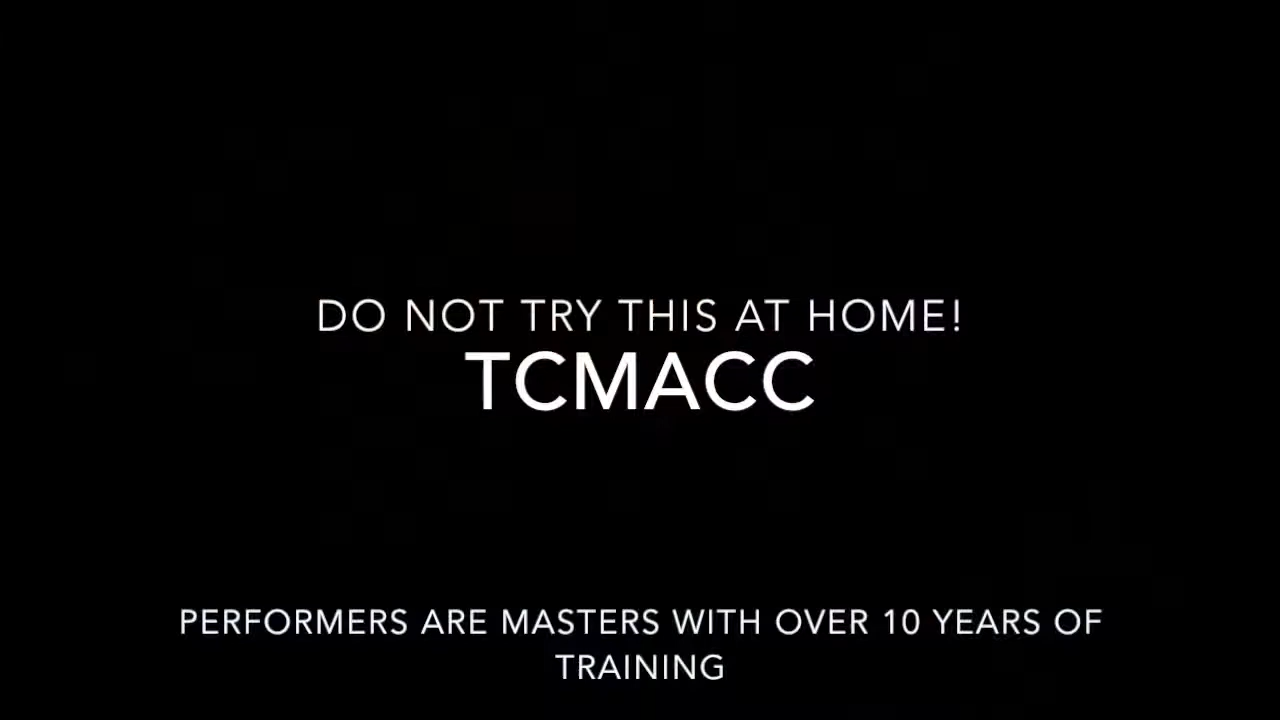 DO NOT TRY THIS AT HOME!
TCMACC
PERFORMERS ARE MASTERS WITH OVER 10 YEARS OF
TRAINING